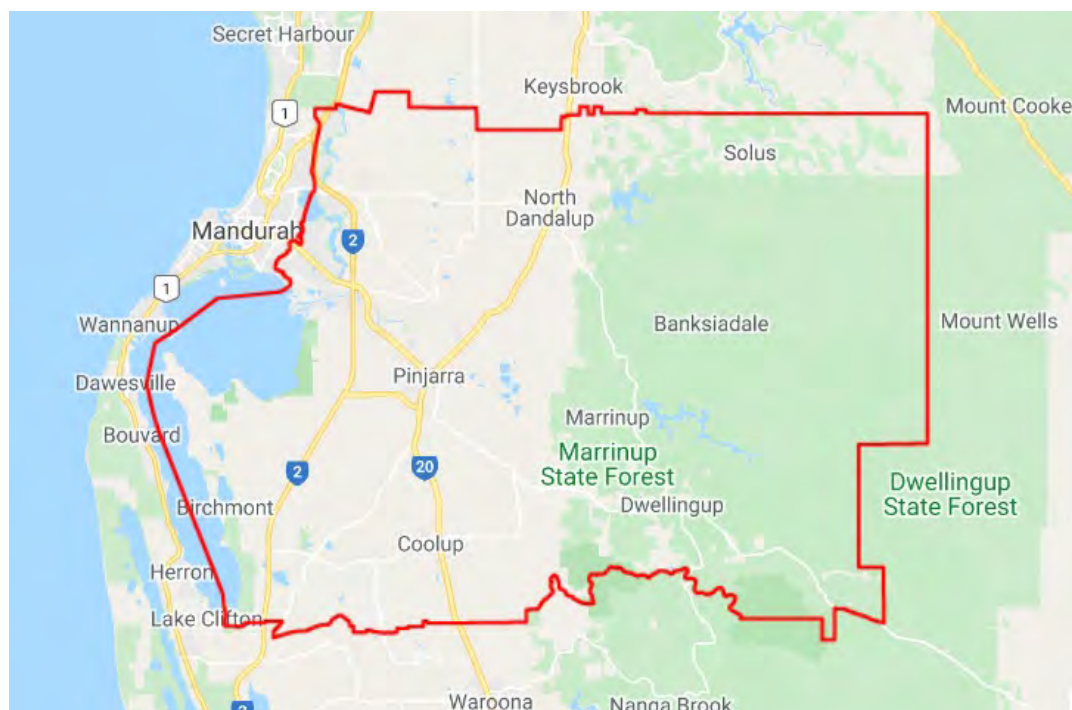 Secret Harbour
Keysbrook
1
Mount Cooke
Solus
North
Dandalup
Mandurah
2
1
Wannanup
Banksiadale
Mount Wells
Dawesville
Pinjarra
Bouvard
Marrinup
Marrinup
State Forest
2
20
Dwellingup
State Forest
Birchmont
Dwellingup
Coolup
Herron
Lake Clifton
Waroona
Nanga Brook
2